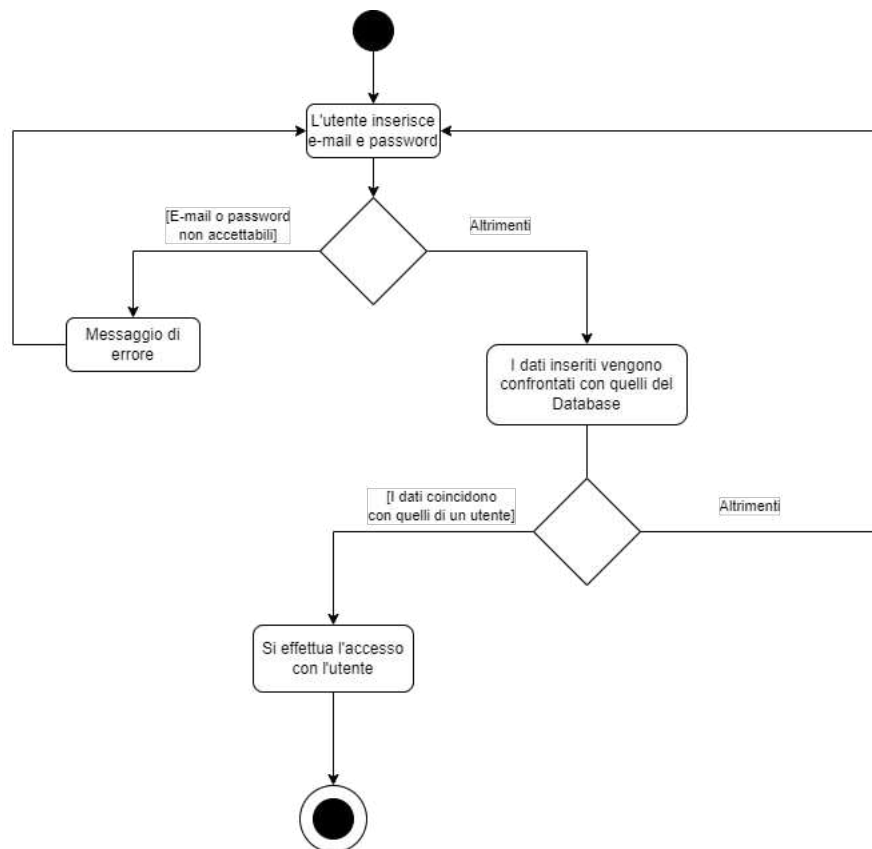 L'utente inserisce
e-mail e password
[E-mail o password
non accettabili]
Altrimenti
Messaggio di
errore
I dati inseriti vengono
confrontati con quelli del
Database
[I dati coincidono
con quelli di un utente]
Altrimenti
Si effettua l'accesso
con l'utente